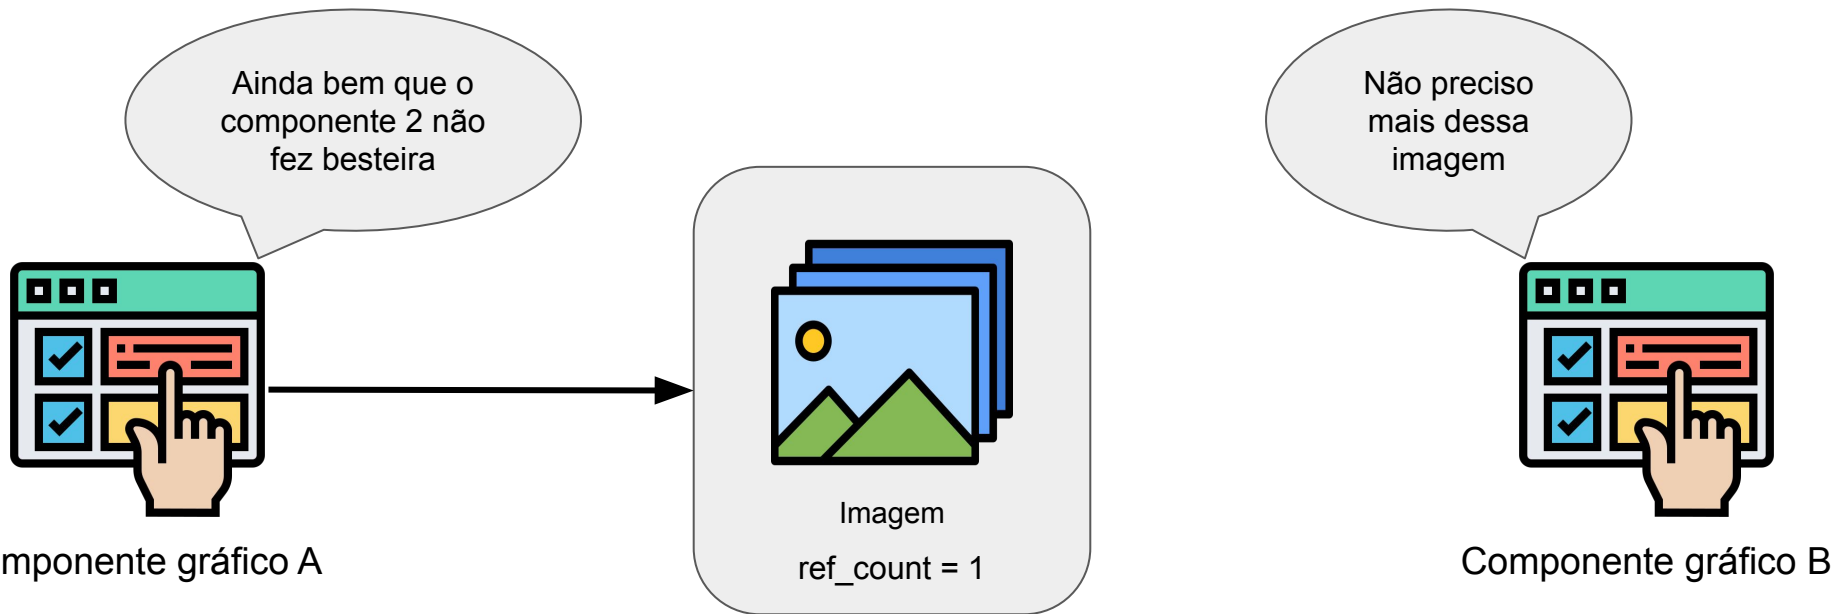 Ainda bem que o
componente 2 não
fez besteira
Não preciso
mais dessa
imagem
Imagem
ref_count = 1
mponente gráfico A
Componente gráfico B